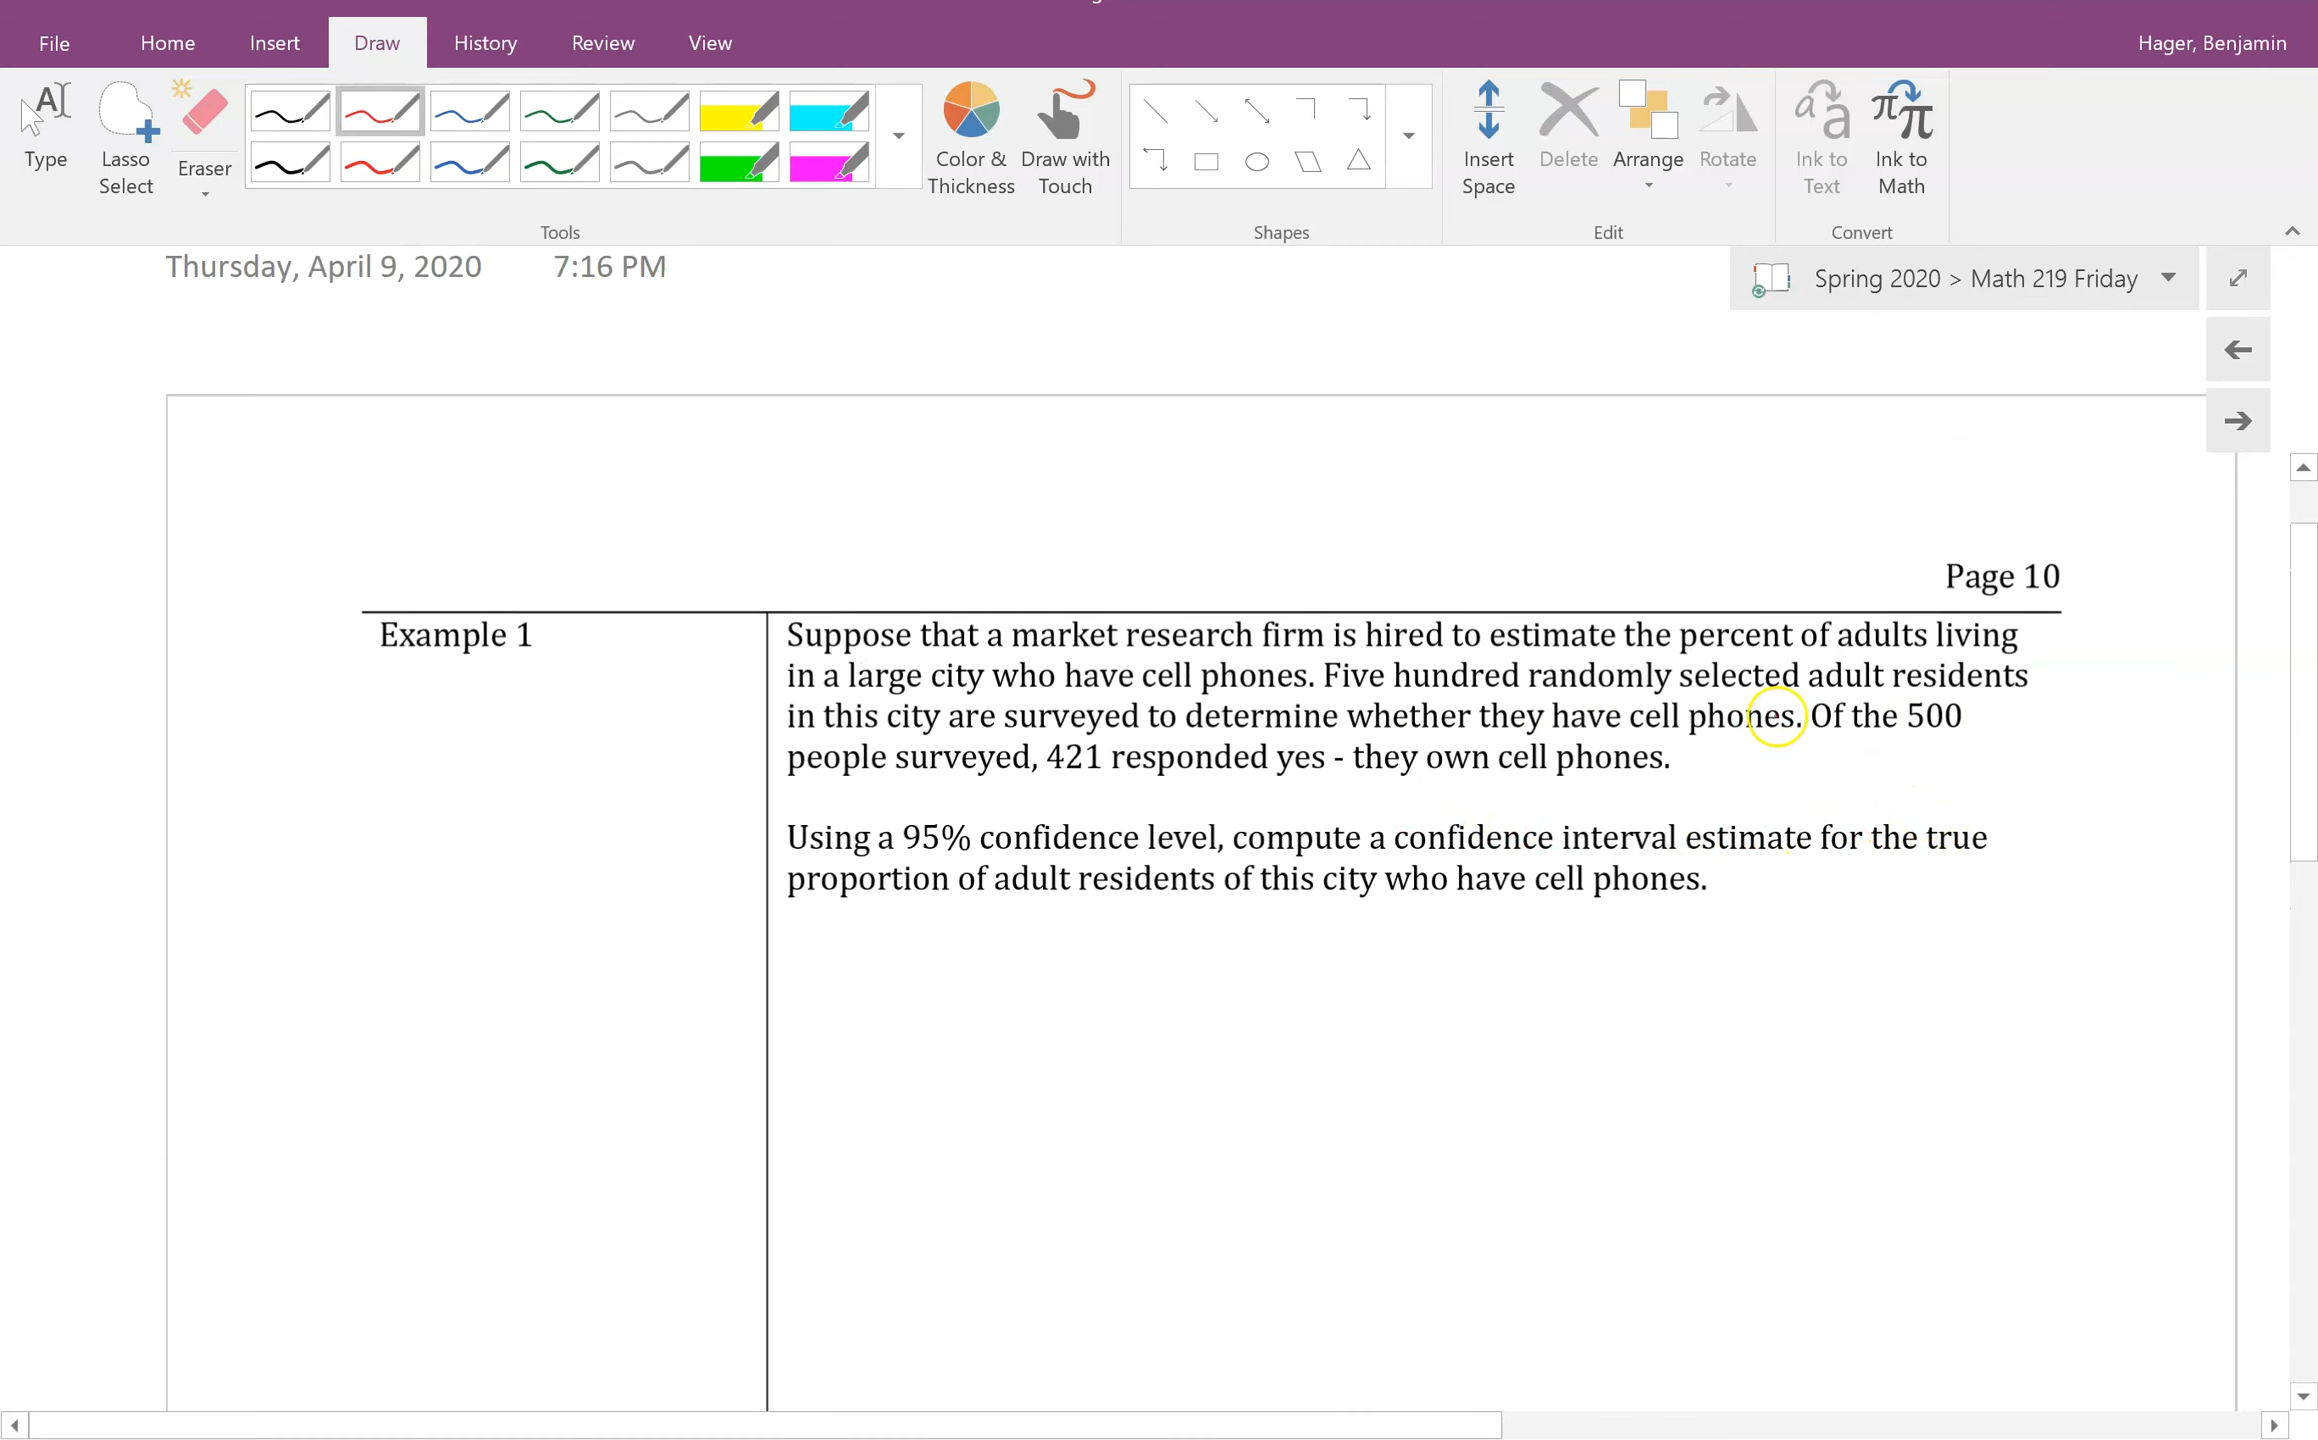 File Home Insert Draw History Review View Hager, Benjamin
Type Lasso Select Eraser Color & Thickness Draw with Touch Insert Space Delete Arrange Rotate Ink to Text Ink to Math
Tools Shapes Edit Convert
Thursday, April 9, 2020 7:16 PM
Spring 2020 > Math 219 Friday
Page 10
Example 1
Suppose that a market research firm is hired to estimate the percent of adults living
in a large city who have cell phones. Five hundred randomly selected adult residents
in this city are surveyed to determine whether they have cell phones. Of the 500
people surveyed, 421 responded yes - they own cell phones.
Using a 95% confidence level, compute a confidence interval estimate for the true
proportion of adult residents of this city who have cell phones.